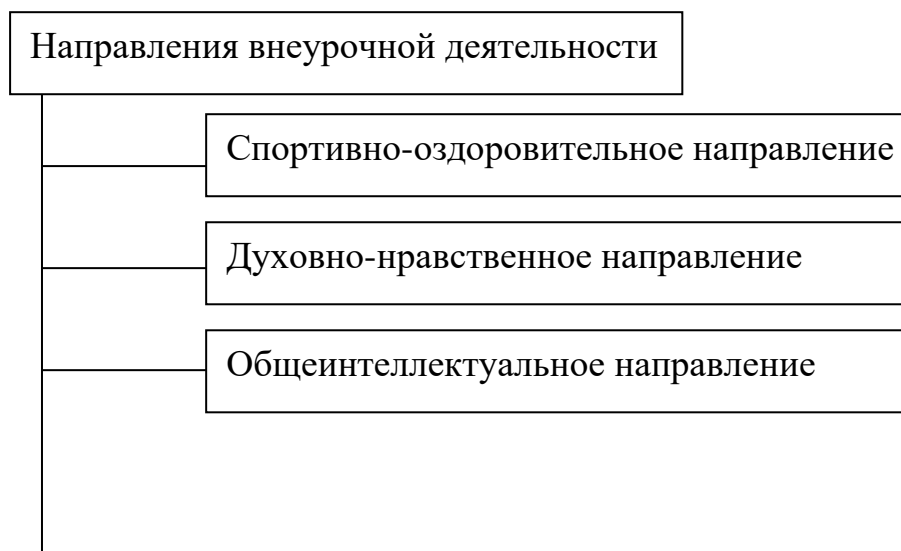 Направления внеурочной деятельности
Спортивно-оздоровительное направление
Духовно-нравственное направление
Общеинтеллектуальное направление